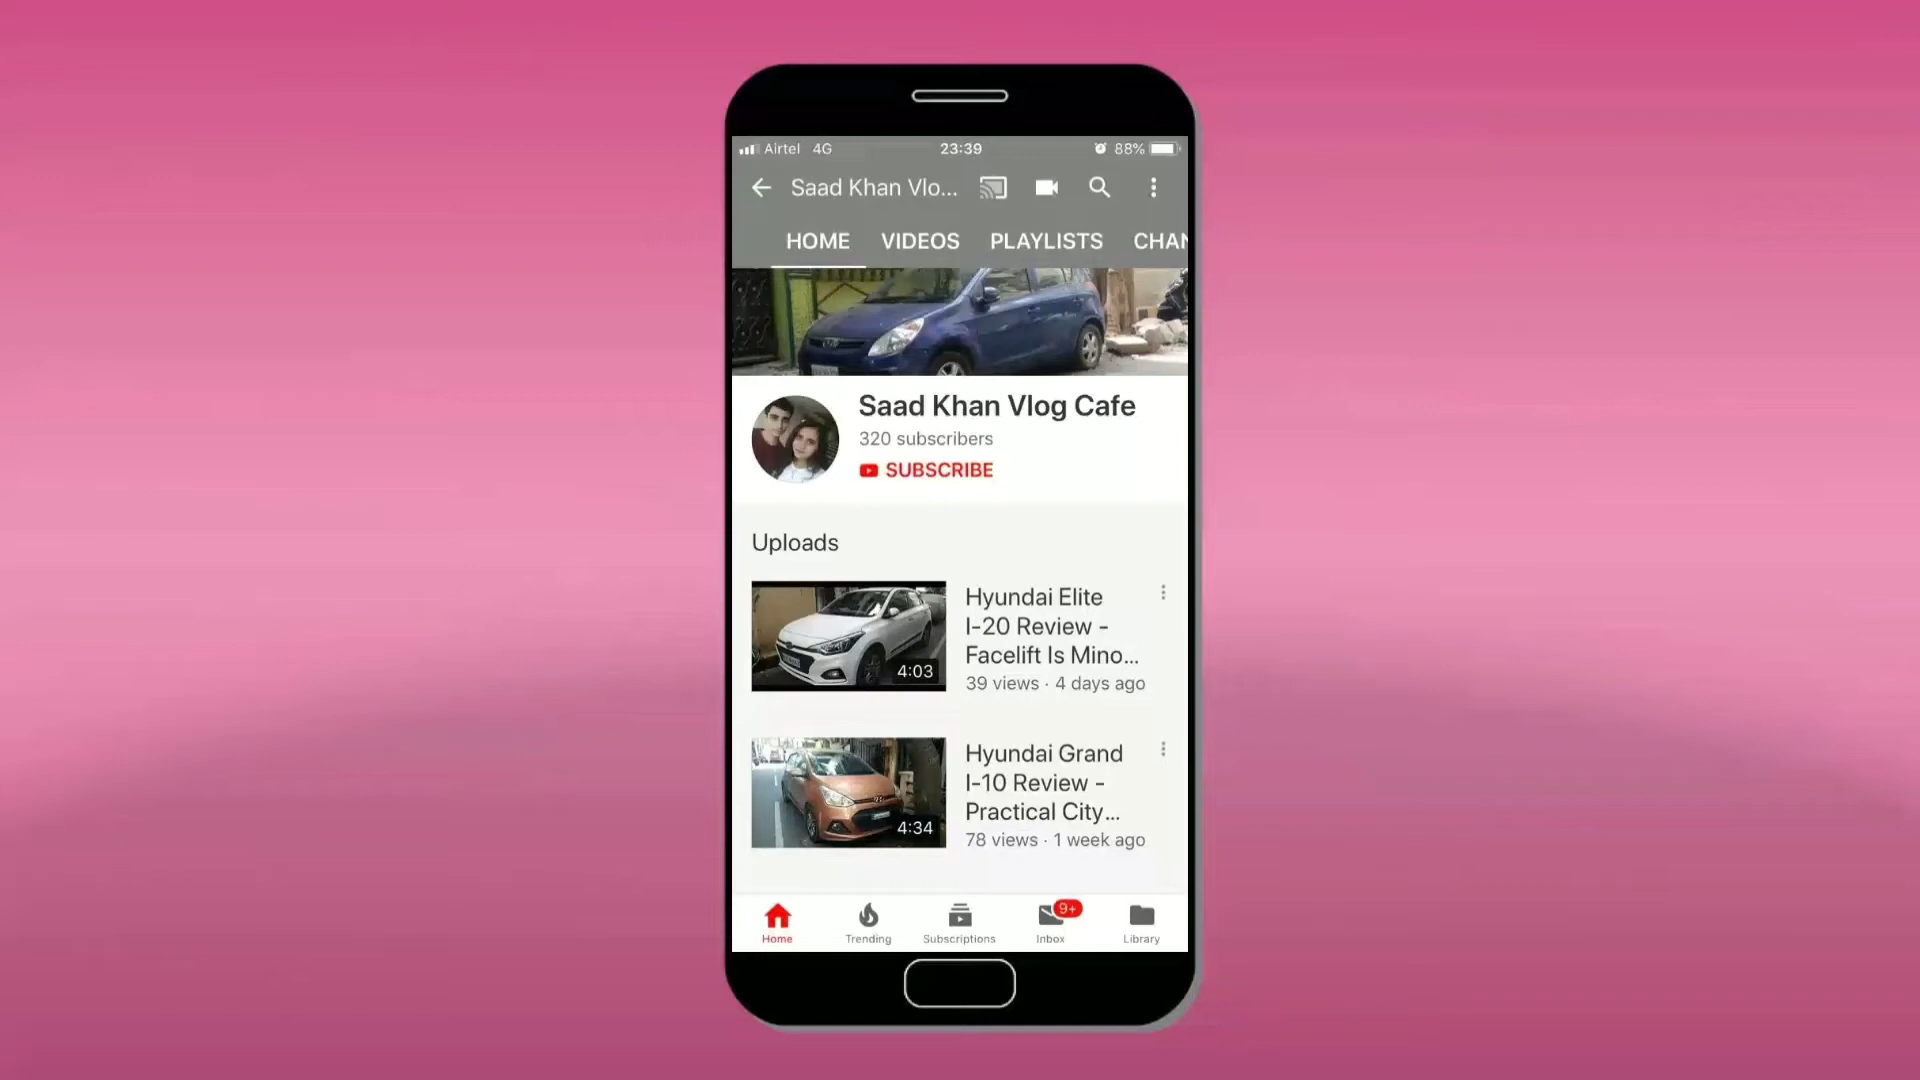 Airtel 4G 23:39 88%
Saad Khan Vlo...
HOME VIDEOS PLAYLISTS CHAN
Saad Khan Vlog Cafe
320 subscribers
SUBSCRIBE
Uploads
4:03
Hyundai Elite
I-20 Review -
Facelift Is Mino...
39 views · 4 days ago
4:34
Hyundai Grand
I-10 Review -
Practical City...
78 views · 1 week ago
9+
Home Trending Subscriptions Inbox Library